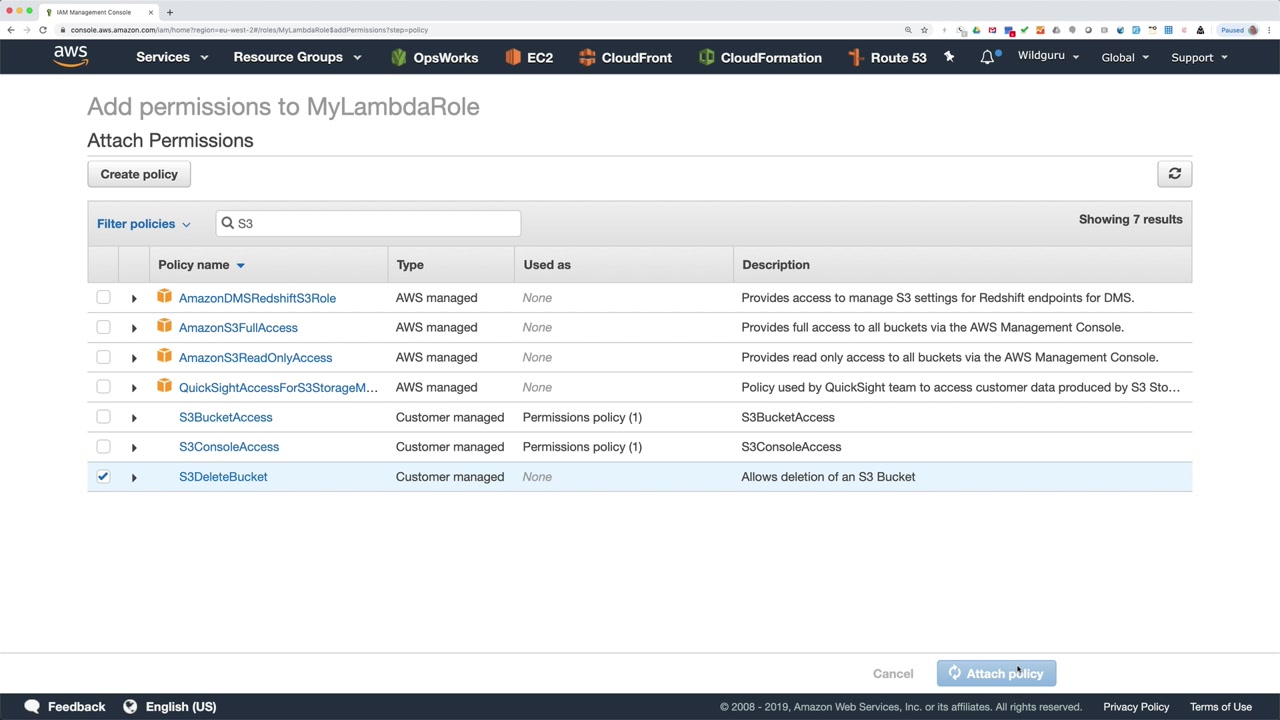 IAM Management Console
console.aws.amazon.com/iam/home?region=eu-west-2#/roles/MyLambdaRole$addPermissions?step=policy
Paused
aws
Services
Resource Groups
OpsWorks
EC2
CloudFront
CloudFormation
Route 53
Wildguru
Global
Support
Add permissions to MyLambdaRole
Attach Permissions
Create policy
Filter policies
S3
Showing 7 results
Policy name Type Used as Description
AmazonDMSRedshiftS3Role AWS managed None Provides access to manage S3 settings for Redshift endpoints for DMS.
AmazonS3FullAccess AWS managed None Provides full access to all buckets via the AWS Management Console.
AmazonS3ReadOnlyAccess AWS managed None Provides read only access to all buckets via the AWS Management Console.
QuickSightAccessForS3StorageM... AWS managed None Policy used by QuickSight team to access customer data produced by S3 Sto...
S3BucketAccess Customer managed Permissions policy (1) S3BucketAccess
S3ConsoleAccess Customer managed Permissions policy (1) S3ConsoleAccess
S3DeleteBucket Customer managed None Allows deletion of an S3 Bucket
Cancel
Attach policy
Feedback
English (US)
© 2008 - 2019, Amazon Web Services, Inc. or its affiliates. All rights reserved.
Privacy Policy
Terms of Use